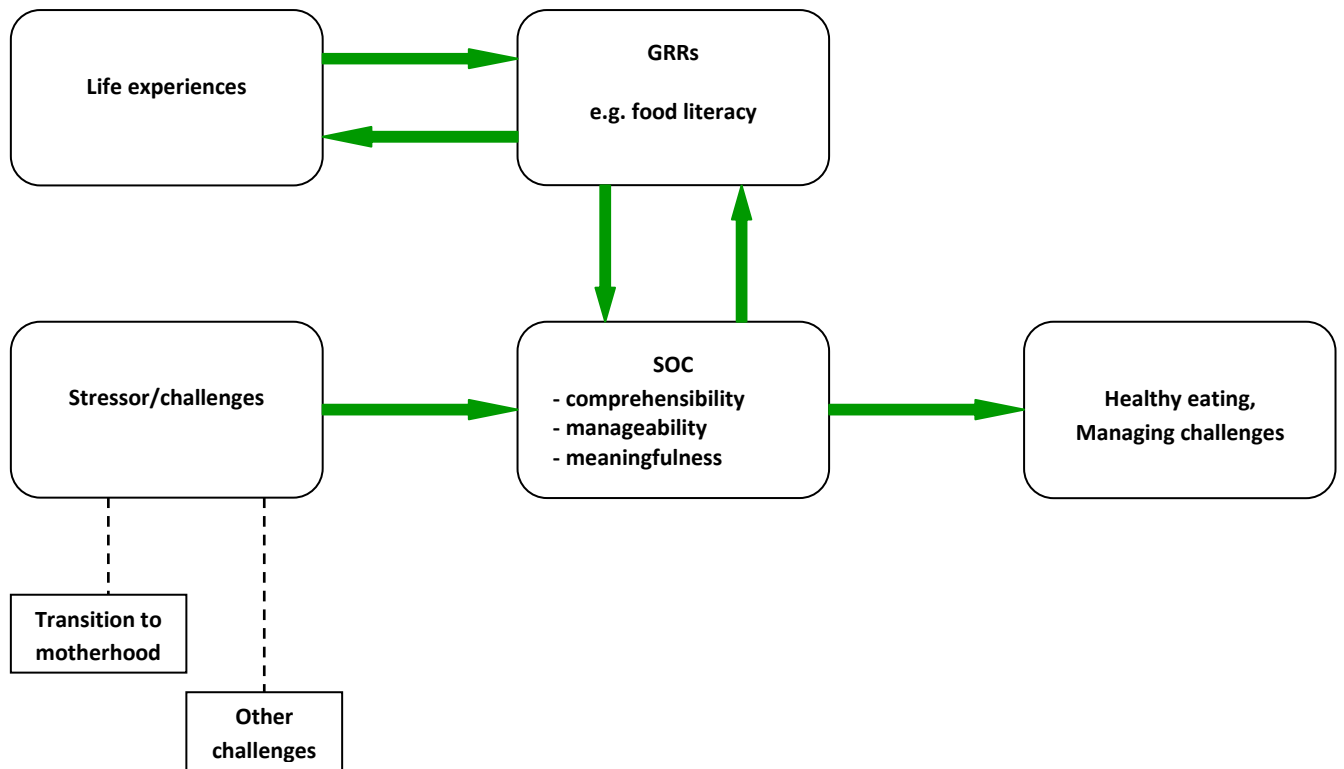 Life experiences
GRRs
e.g. food literacy
Stressor/challenges
SOC
- comprehensibility
- manageability
- meaningfulness
Healthy eating,
Managing challenges
Transition to
motherhood
Other
challenges